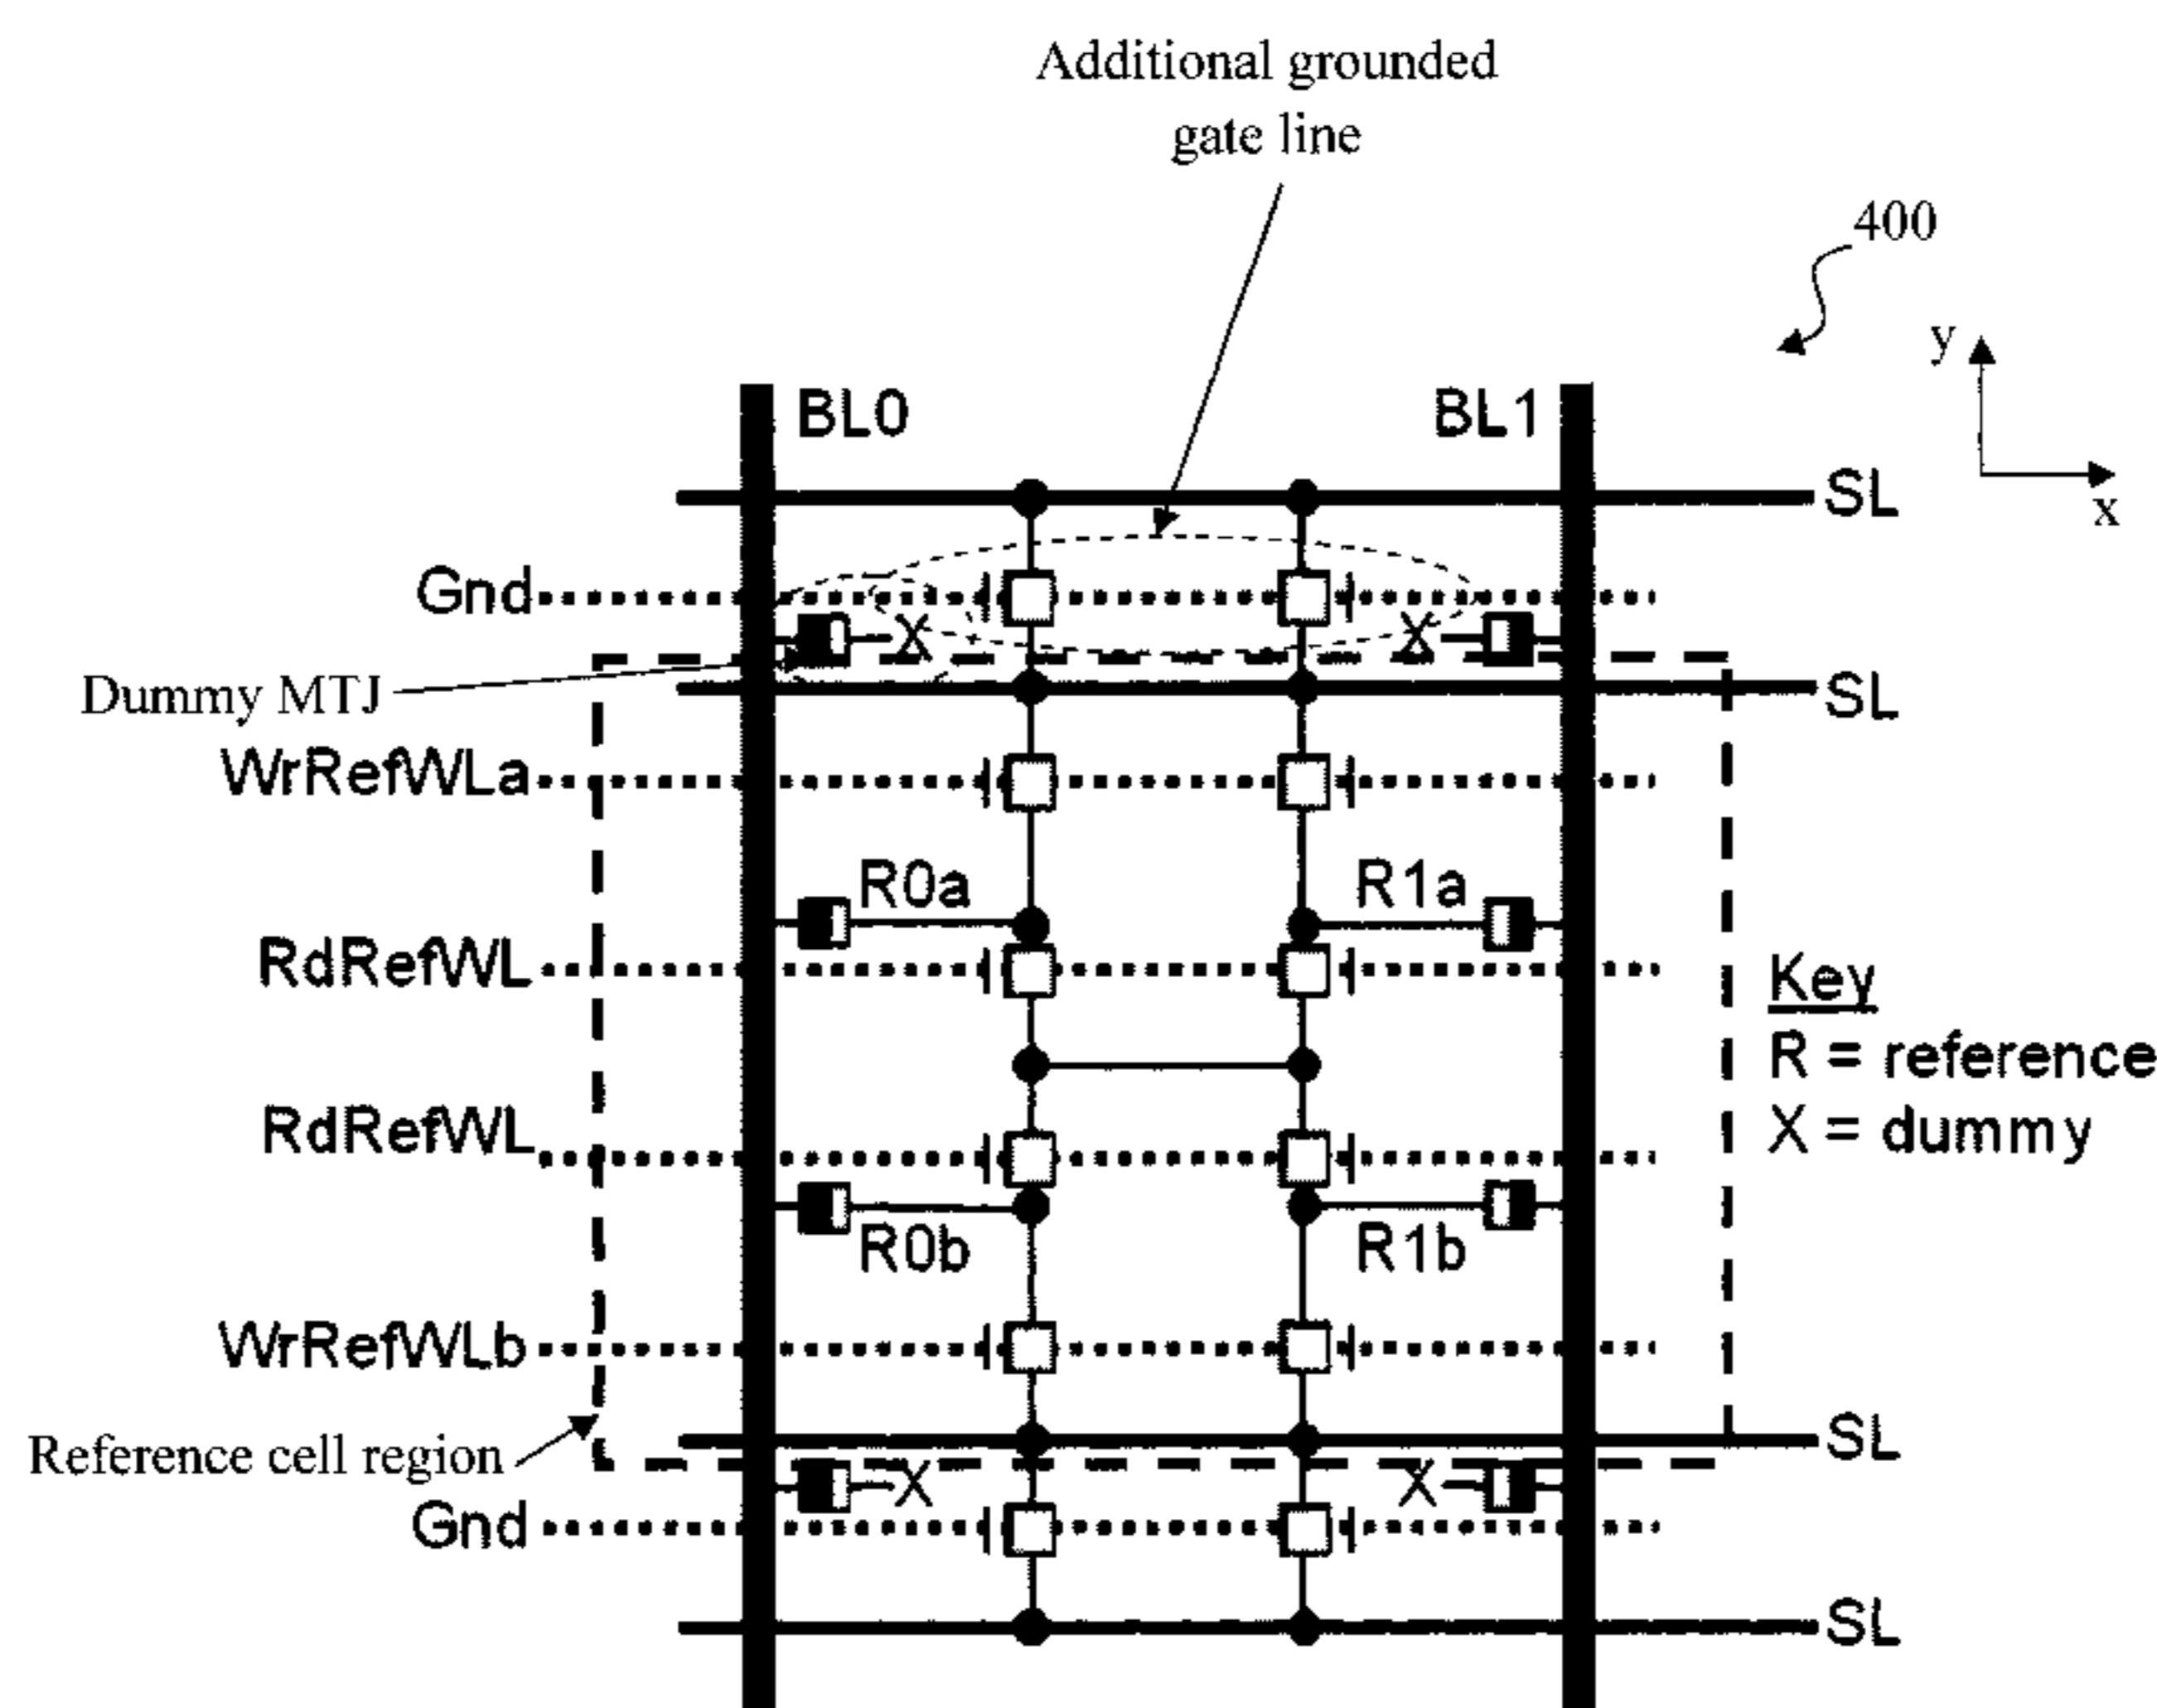 Additional grounded
gate line
400
y
x
BL0
BL1
SL
Gnd
X
X
Dummy MTJ
SL
WrRefWLa
R0a
R1a
RdRefWL
Key
R = reference
X = dummy
RdRefWL
R0b
R1b
WrRefWLb
SL
Reference cell region
X
X
Gnd
SL